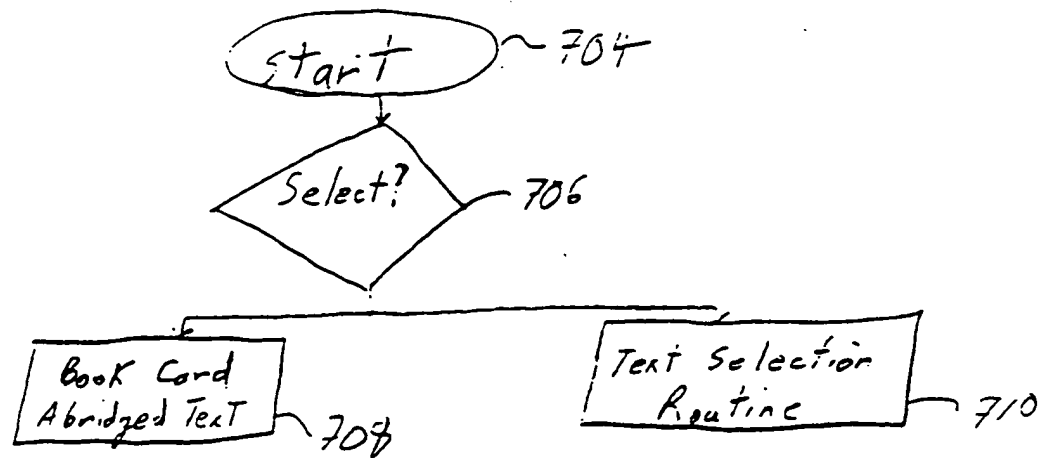 Start
704
Select?
706
Book Card
Abridged Text
708
Text Selection
Routine
710